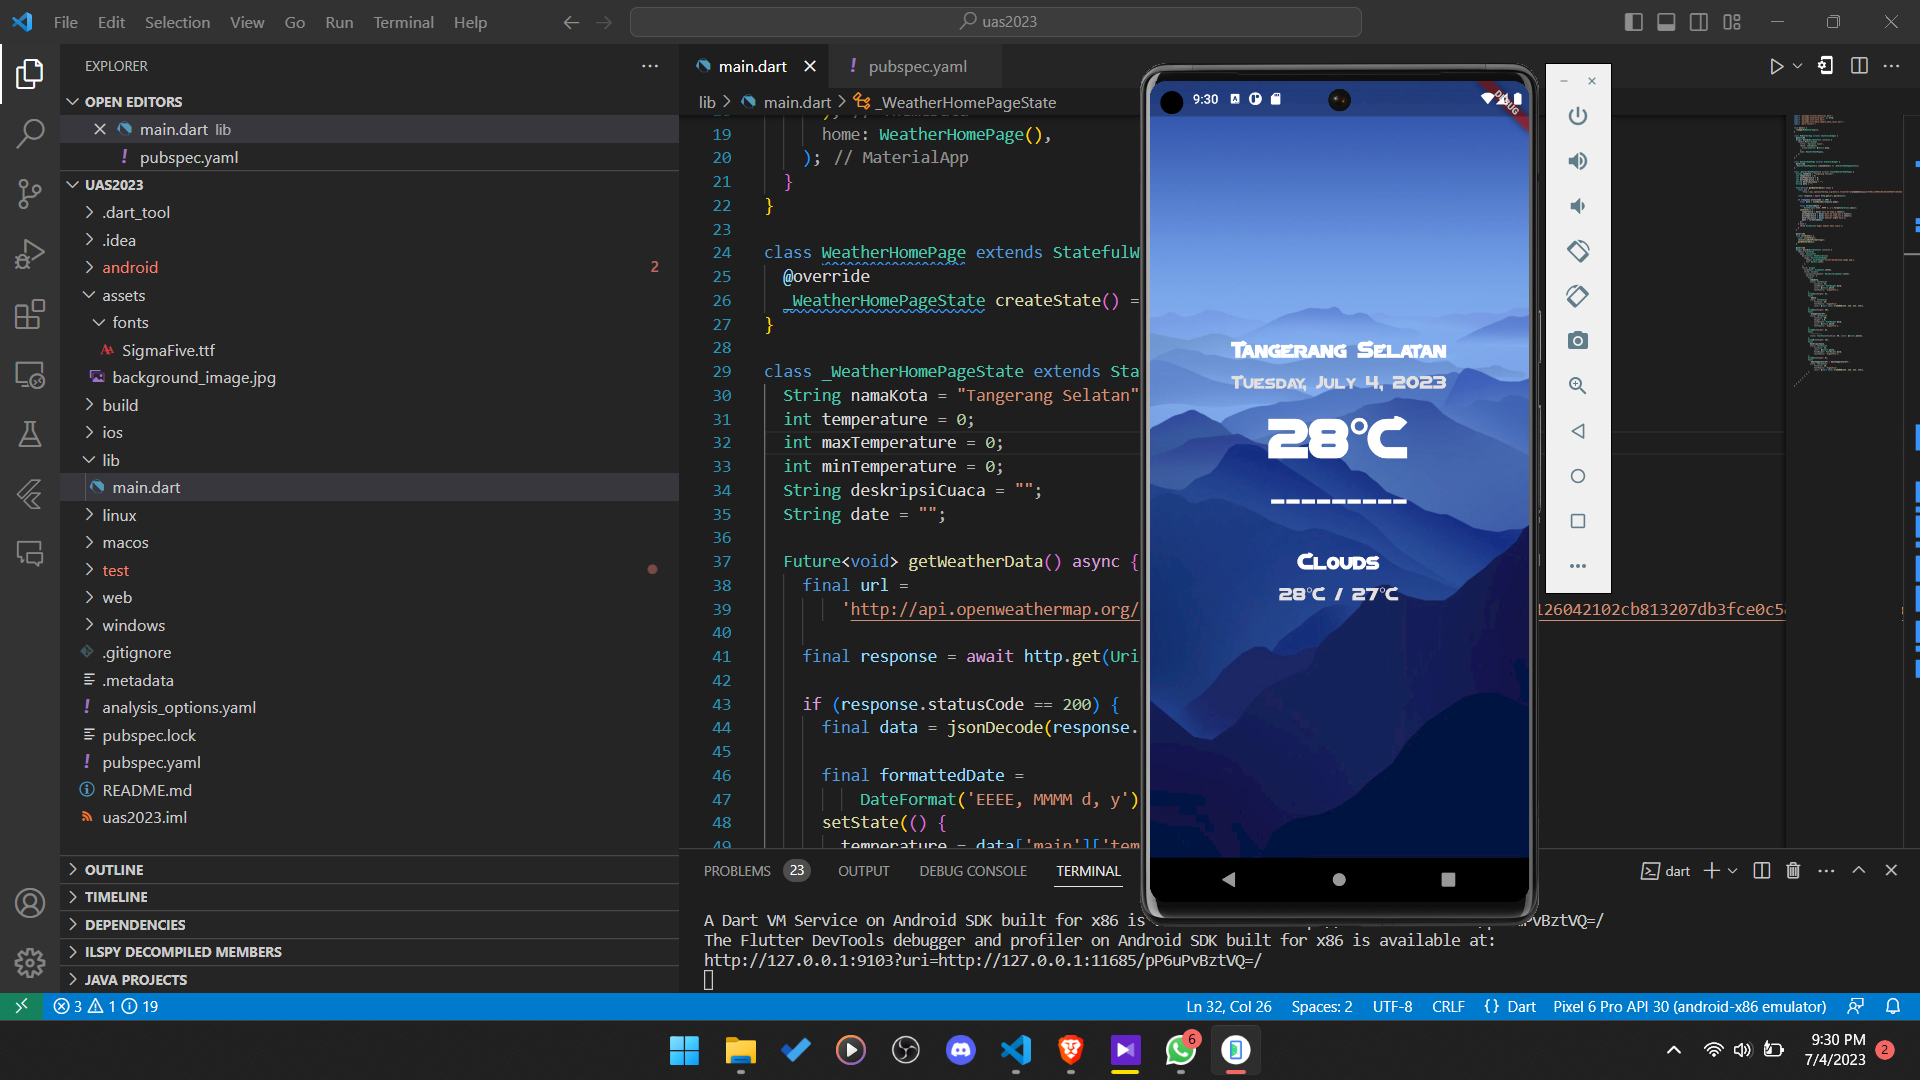 File Edit Selection View Go Run Terminal Help
uas2023
EXPLORER
OPEN EDITORS
main.dart lib
! pubspec.yaml
UAS2023
.dart_tool
.idea
android 2
assets
fonts
SigmaFive.ttf
background_image.jpg
build
ios
lib
main.dart
linux
macos
test
web
windows
.gitignore
.metadata
! analysis_options.yaml
pubspec.lock
! pubspec.yaml
README.md
uas2023.iml
OUTLINE
TIMELINE
DEPENDENCIES
ILSPY DECOMPILED MEMBERS
JAVA PROJECTS
main.dart
! pubspec.yaml
lib > main.dart > _WeatherHomePageState
19 home: WeatherHomePage(),
20 ); // MaterialApp
21 }
22 }
23
24 class WeatherHomePage extends StatefulW
25 @override
26 _WeatherHomePageState createState() =
27 }
28
29 class _WeatherHomePageState extends Sta
30 String namaKota = "Tangerang Selatan"
31 int temperature = 0;
32 int maxTemperature = 0;
33 int minTemperature = 0;
34 String deskripsiCuaca = "";
35 String date = "";
36
37 Future<void> getWeatherData() async {
38 final url =
39 'http://api.openweathermap.org/ 126042102cb813207db3fce0c5
40
41 final response = await http.get(Uri
42
43 if (response.statusCode == 200) {
44 final data = jsonDecode(response.
45
46 final formattedDate =
47 DateFormat('EEEE, MMMM d, y')
48 setState(() {
49 temperature = data['main']['tem
9:30
DEBUG
Tangerang Selatan
Tuesday, July 4, 2023
28°C
---------
Clouds
28°C / 27°C
PROBLEMS 23 OUTPUT DEBUG CONSOLE TERMINAL
dart
A Dart VM Service on Android SDK built for x86 is PvBztVQ=/
The Flutter DevTools debugger and profiler on Android SDK built for x86 is available at:
http://127.0.0.1:9103?uri=http://127.0.0.1:11685/pP6uPvBztVQ=/
3 1 19
Ln 32, Col 26 Spaces: 2 UTF-8 CRLF {} Dart Pixel 6 Pro API 30 (android-x86 emulator)
6
9:30 PM
7/4/2023
2